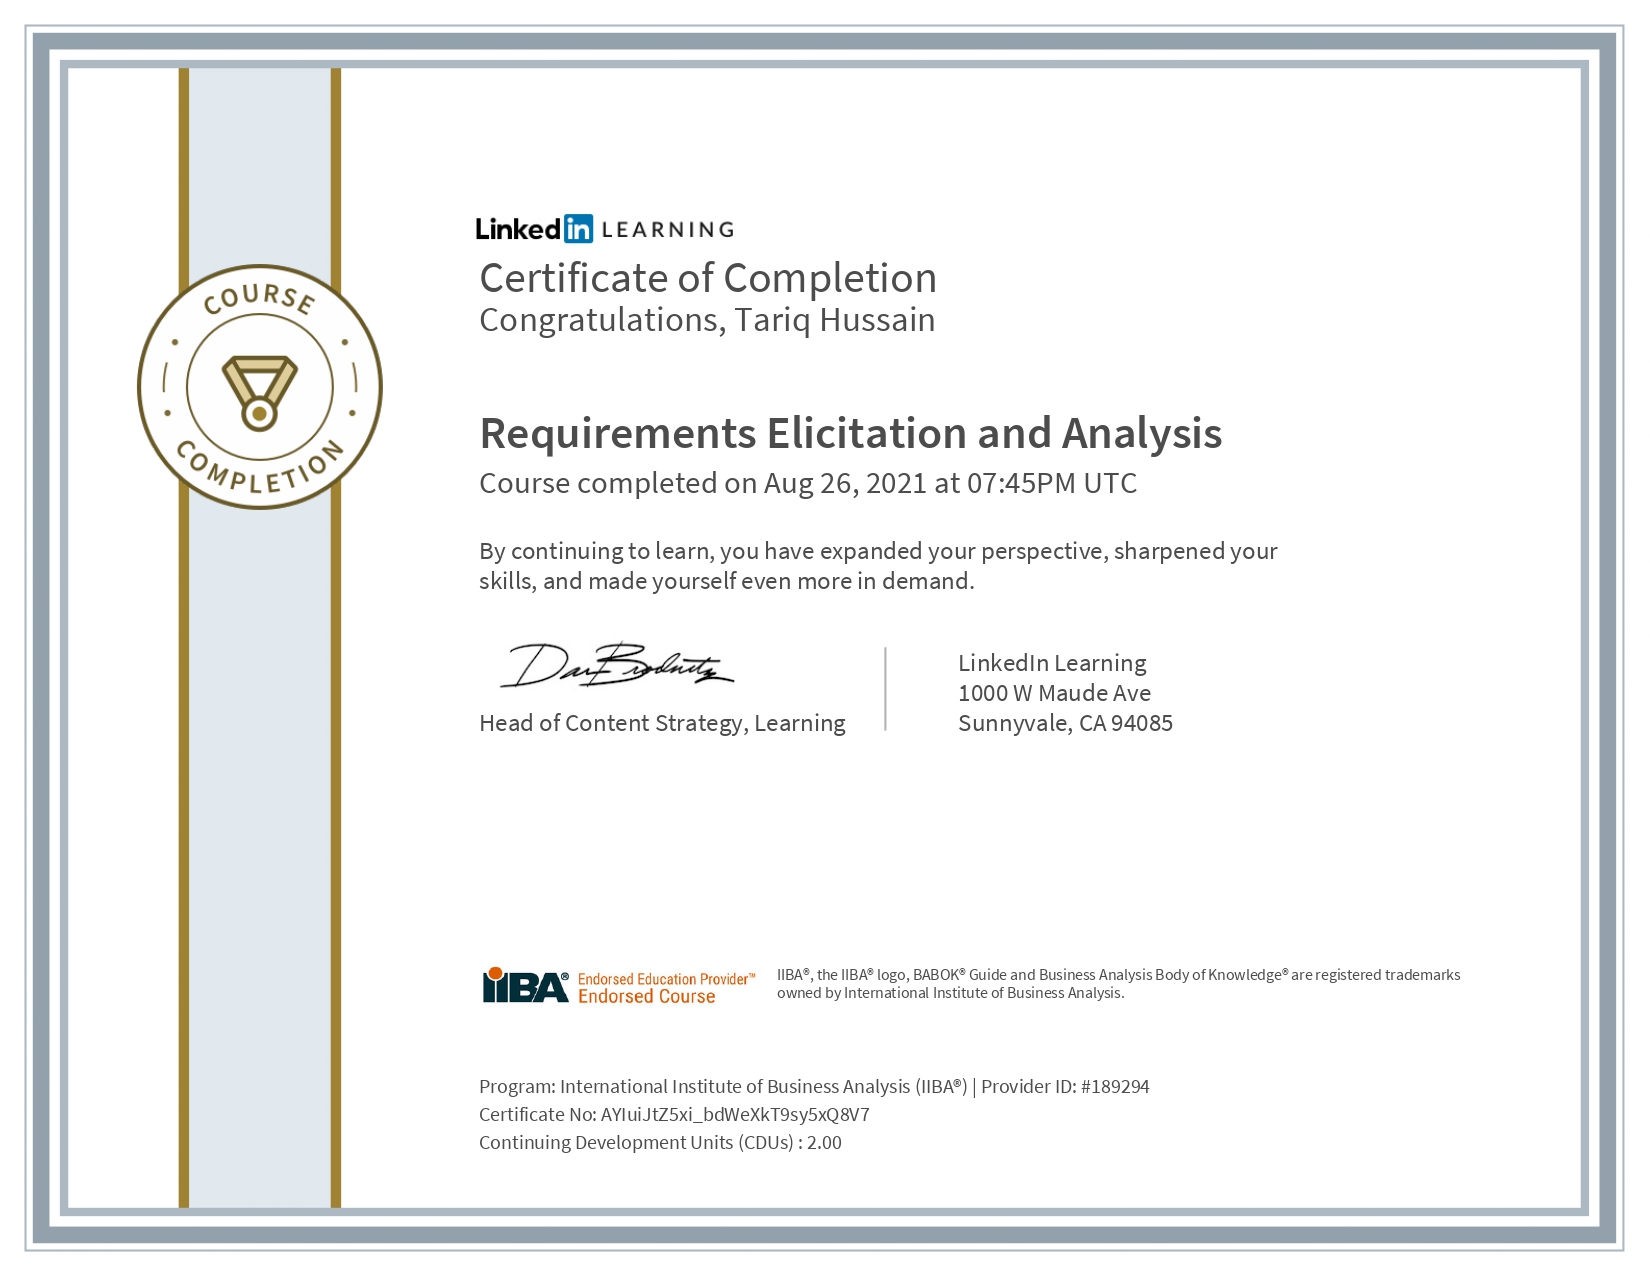 COURSE
COMPLETION
Linked in LEARNING
Certificate of Completion
Congratulations, Tariq Hussain
Requirements Elicitation and Analysis
Course completed on Aug 26, 2021 at 07:45PM UTC
By continuing to learn, you have expanded your perspective, sharpened your
skills, and made yourself even more in demand.
Head of Content Strategy, Learning
LinkedIn Learning
1000 W Maude Ave
Sunnyvale, CA 94085
IIBA® Endorsed Education Provider™
Endorsed Course
IIBA®, the IIBA® logo, BABOK® Guide and Business Analysis Body of Knowledge® are registered trademarks
owned by International Institute of Business Analysis.
Program: International Institute of Business Analysis (IIBA®) | Provider ID: #189294
Certificate No: AYIuiJtZ5xi_bdWeXkT9sy5xQ8V7
Continuing Development Units (CDUs) : 2.00